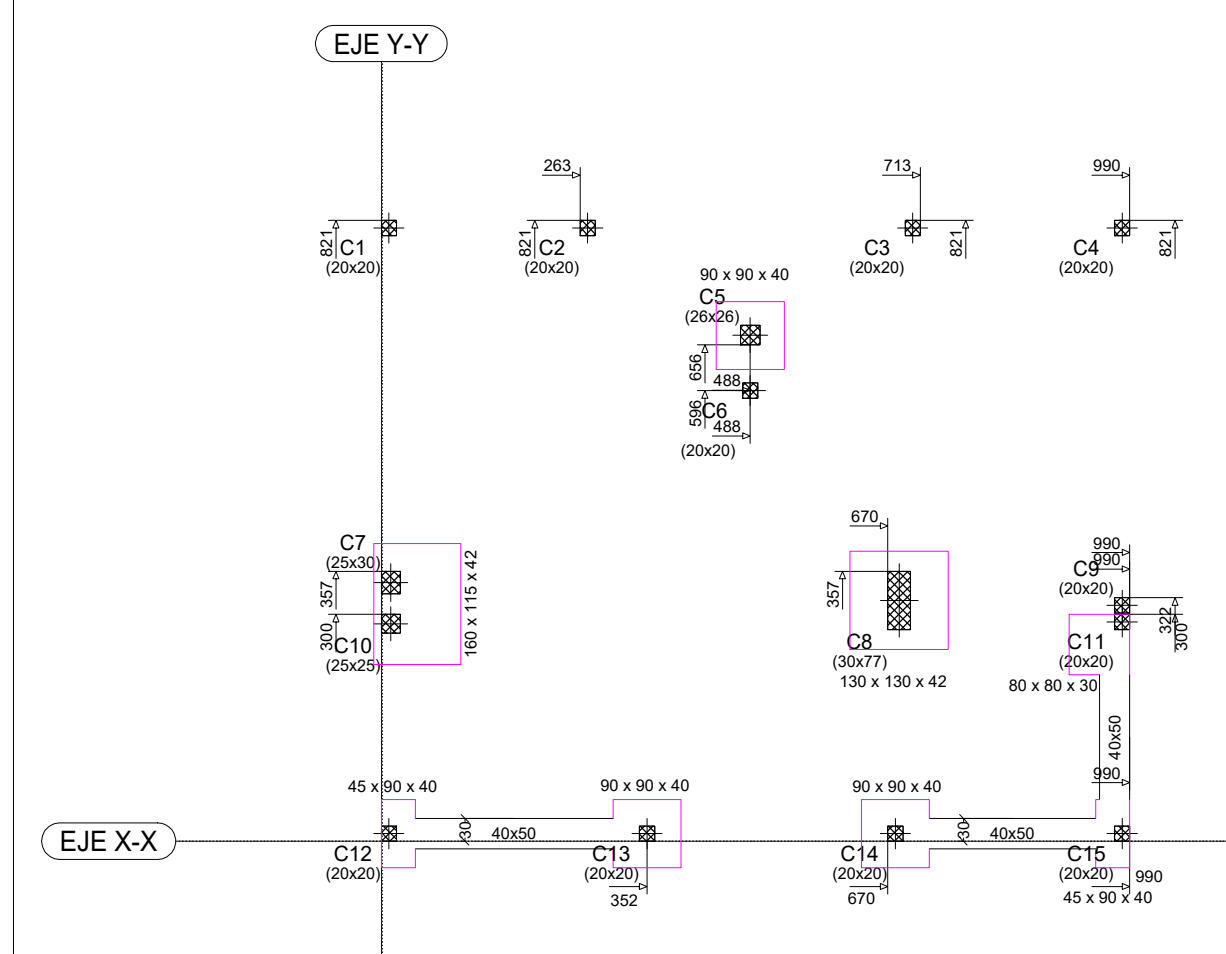 EJE Y-Y
263
713
990
821
C1
(20x20)
821
C2
(20x20)
C3
(20x20)
821
C4
(20x20)
821
90 x 90 x 40
C5
(26x26)
656
488
596
C6
488
(20x20)
670
990
990
C7
(25x30)
357
300
C10
(25x25)
160 x 115 x 42
357
C8
(30x77)
130 x 130 x 42
C9
(20x20)
322
300
C11
(20x20)
80 x 80 x 30
40x50
990
45 x 90 x 40
90 x 90 x 40
90 x 90 x 40
EJE X-X
30
40x50
30
40x50
C12
(20x20)
C13
(20x20)
C14
(20x20)
C15
(20x20)
352
670
990
45 x 90 x 40